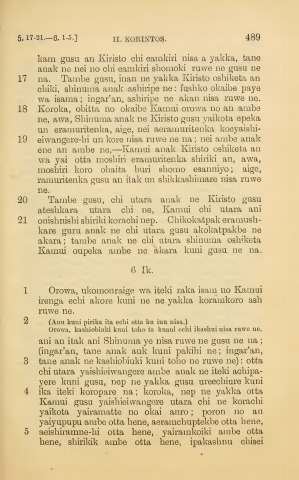 5, 17-21.—6, 1-5.] II. KORINTOS. 489
kam gusu an Kiristo chi eamkiri nisa a yakka, tane
anak ne nei no chi eamkiri shomoki ruwe ne gusu ne
17 na. Tambe gusu, inan ne yakka Kiristo oshiketa an
chiki, shinuma anak ashiripe ne: fushko okaibe paye
wa isama; ingar'an, ashiripe ne akan nisa ruwe ne.
18 Koroka, obitta no okaibe Kamui orowa no an ambe
ne, awa, Shinuma anak ne Kiristo gusu yaikota epeka
un eramuritenka, aige, nei aeramuritenka koeyaishi-
19 eiwangere-hi un kore nisa ruwe ne na; nei ambe anak
ene an ambe ne,—Kamui anak Kiristo oshiketa an
wa yai otta moshiri eramuritenka shiriki an, awa,
moshiri koro ohaita buri shomo esanniyo; aige,
ramuritenka gusu an itak un shikkashimare nisa ruwe
ne.
20 Tambe gusu, chi utara anak ne Kiristo gusu
ateshkara utara chi ne, Kamui chi utara ani
21 onishnishi shiriki korachi nep. Chikokatpak eramush-
kare guru anak ne chi utara gusu akokatpakbe ne
akara; tambe anak ne chi utara shinuma oshiketa
Kamui oupeka ambe ne akara kuni gusu ne na.
6 Ik.
1 Orowa, ukomonraige wa iteki raka isam no Kamui
irenga echi akore kuni ne ne yakka koramkoro ash
ruwe ne.
2 (Anu kuni pirika ita echi otta ku inu nisa.)
Orowa, kashiobiuki kuni toho ta kuani echi ikashui nisa ruwe ne,
ani an itak ani Shinuma ye nisa ruwe ne gusu ne na;
(ingar'an, tane anak auk kuni pakihi ne; ingar'an,
3 tane anak ne kashiobiuki kuni toho ne ruwe ne): otta
chi utara yaishieiwangere ambe anak ne iteki achipa-
yere kuni gusu, nep ne yakka gusu ureechiure kuni
4 ika iteki koropare na; koroka, nep ne yakka otta
Kamui gusu yaishieiwangere utara chi ne korachi
yaikota yairamatte no okai anro; poron no an
yaiyupupu ambe otta hene, aeramchuptekbe otta hene,
5 aeishiramne-hi otta hene, yairamkoiki ambe otta
hene, shirikik ambe otta hene, ipakashnu chisei